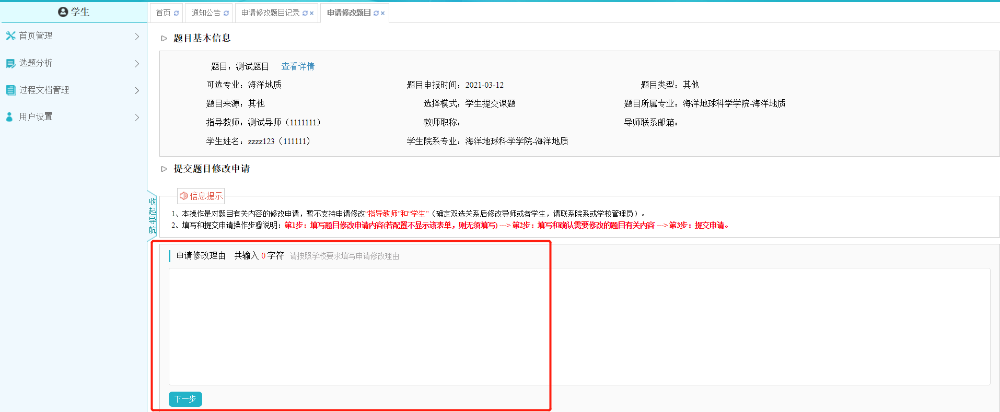 学生
首页
通知公告
申请修改题目记录
申请修改题目
首页管理
选题分析
过程文档管理
用户设置
收起导航
题目基本信息
题目：测试题目 查看详情
可选专业：海洋地质 题目申报时间：2021-03-12 题目类型：其他
题目来源：其他 选择模式：学生提交课题 题目所属专业：海洋地球科学学院-海洋地质
指导教师：测试导师（1111111） 教师职称： 导师联系邮箱：
学生姓名：zzzz123（111111） 学生院系专业：海洋地球科学学院-海洋地质
提交题目修改申请
信息提示
1、本操作是对题目有关内容的修改申请，暂不支持申请修改“指导教师”和“学生”（确定双选关系后修改导师或者学生，请联系院系或学校管理员）。
2、填写和提交申请操作步骤说明：第1步：填写题目修改申请内容(若配置不显示该表单，则无须填写) ---> 第2步：填写和确认需要修改的题目有关内容 ---> 第3步：提交申请。
申请修改理由 共输入 0 字符 请按照学校要求填写申请修改理由
下一步